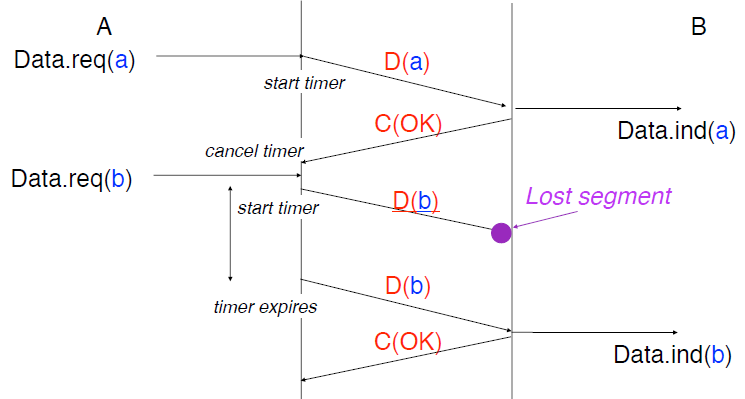 A
B
Data.req(a)
D(a)
start timer
C(OK)
Data.ind(a)
cancel timer
Data.req(b)
start timer
D(b)
Lost segment
D(b)
timer expires
C(OK)
Data.ind(b)